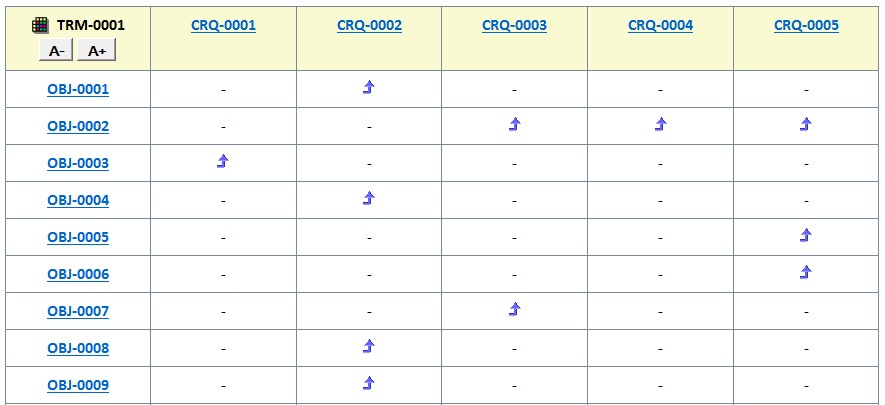 TRM-0001 CRQ-0001 CRQ-0002 CRQ-0003 CRQ-0004 CRQ-0005
A- A+
OBJ-0001 - - - -
OBJ-0002 - -
OBJ-0003 - - - -
OBJ-0004 - - - -
OBJ-0005 - - - -
OBJ-0006 - - - -
OBJ-0007 - - - -
OBJ-0008 - - - -
OBJ-0009 - - - -